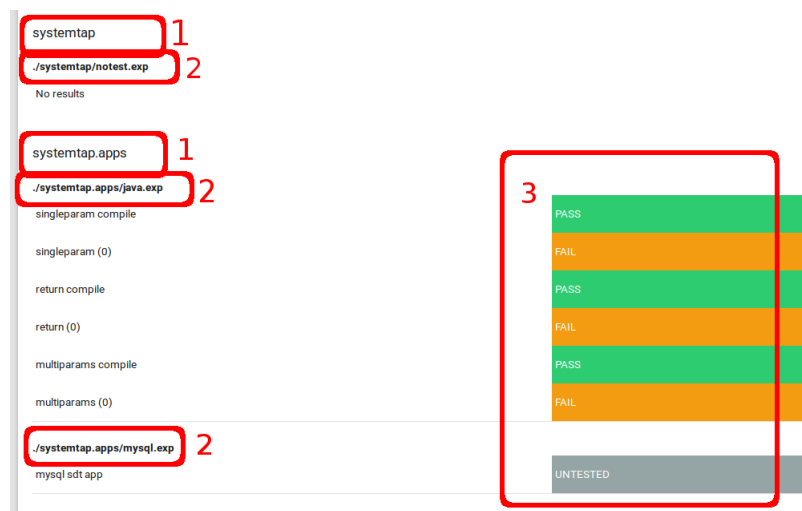 systemtap 1
./systemtap/notest.exp 2
No results
systemtap.apps 1
./systemtap.apps/java.exp 2
3
singleparam compile PASS
singleparam (0) FAIL
return compile PASS
return (0) FAIL
multiparams compile PASS
multiparams (0) FAIL
./systemtap.apps/mysql.exp 2
mysql sdt app UNTESTED